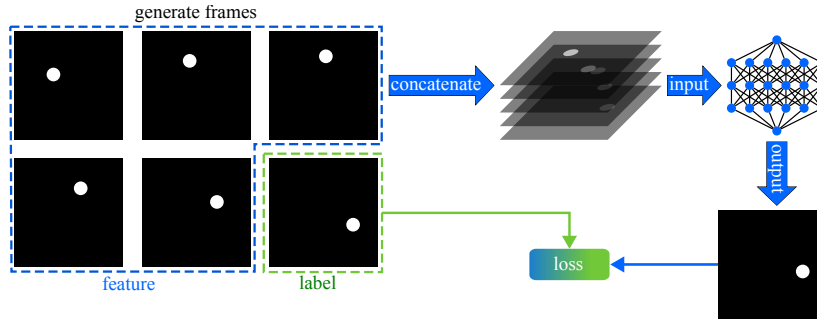 generate frames
concatenate
input
output
feature
label
loss